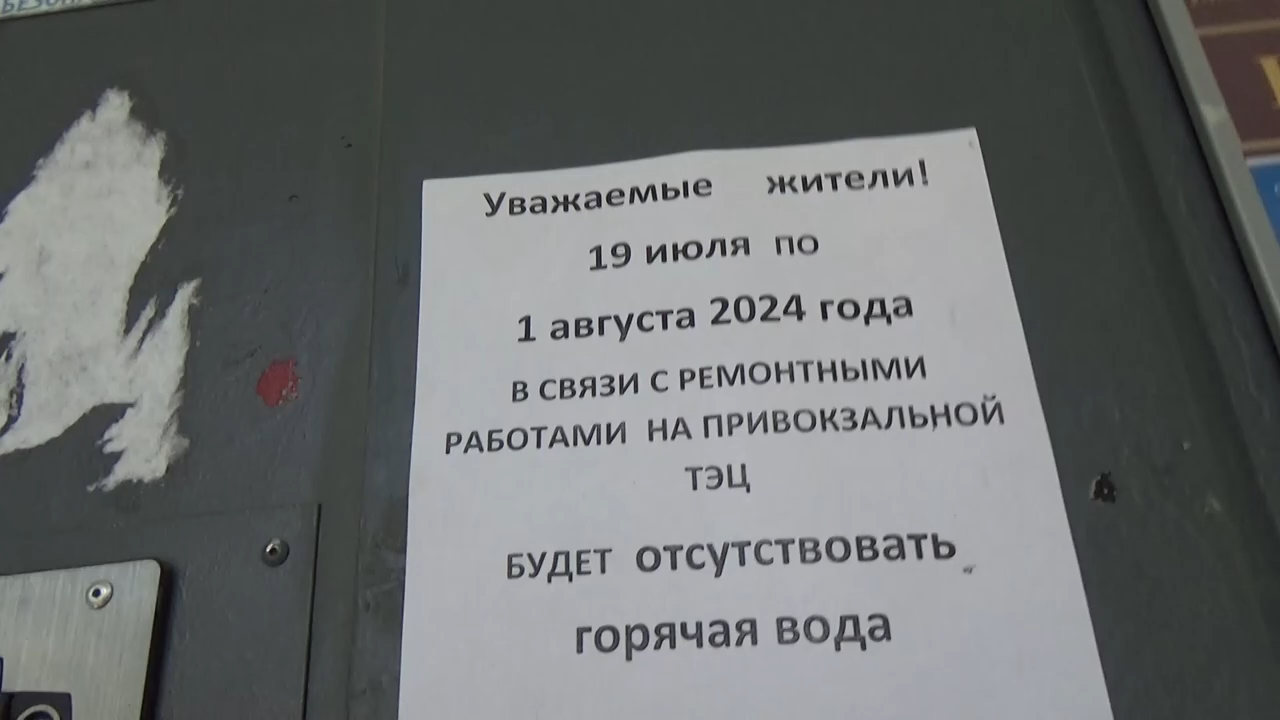 Уважаемые жители!
19 июля по
1 августа 2024 года
В СВЯЗИ С РЕМОНТНЫМИ
РАБОТАМИ НА ПРИВОКЗАЛЬНОЙ
ТЭЦ
БУДЕТ отсутствовать
горячая вода